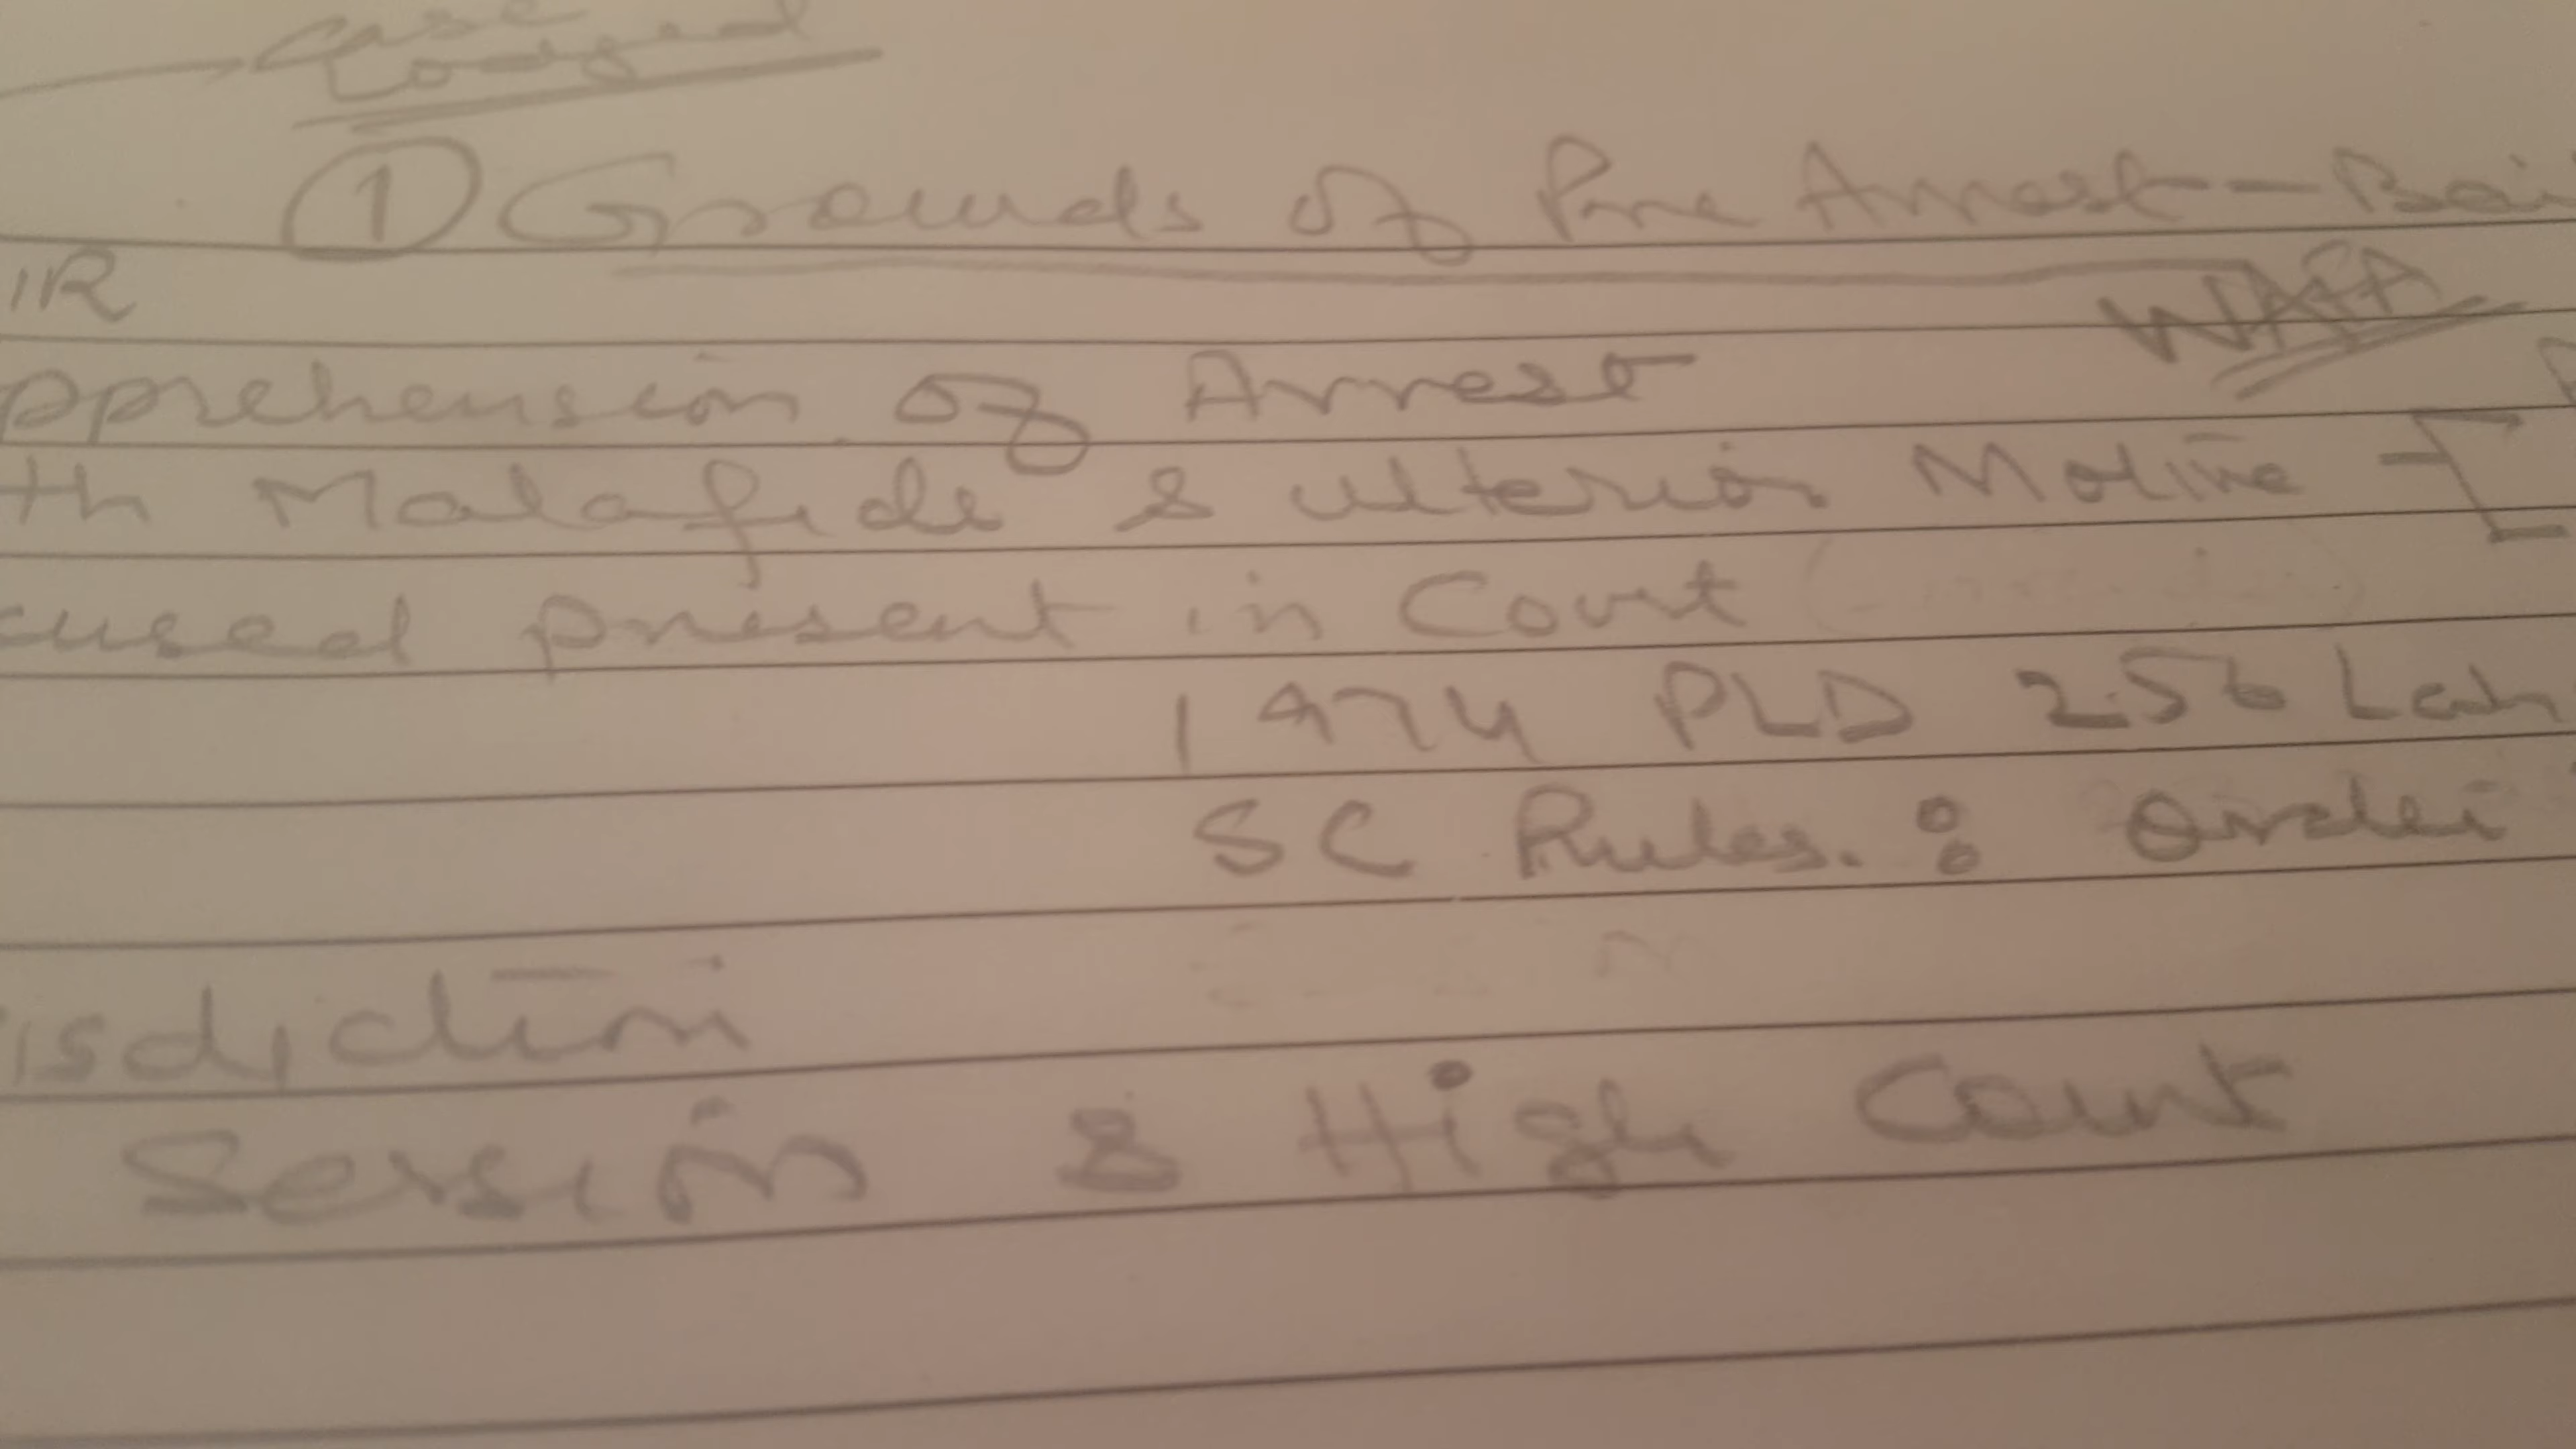 case
Lodged
① Grounds of Pre Arrest - Bai
IR
WAFA
pprehension of Arrest
th Malafide & ulterior Motive -
cused present in Court
1974 PLD 256 Lah
SC Rules. : Order
isdiction
Session & High Court